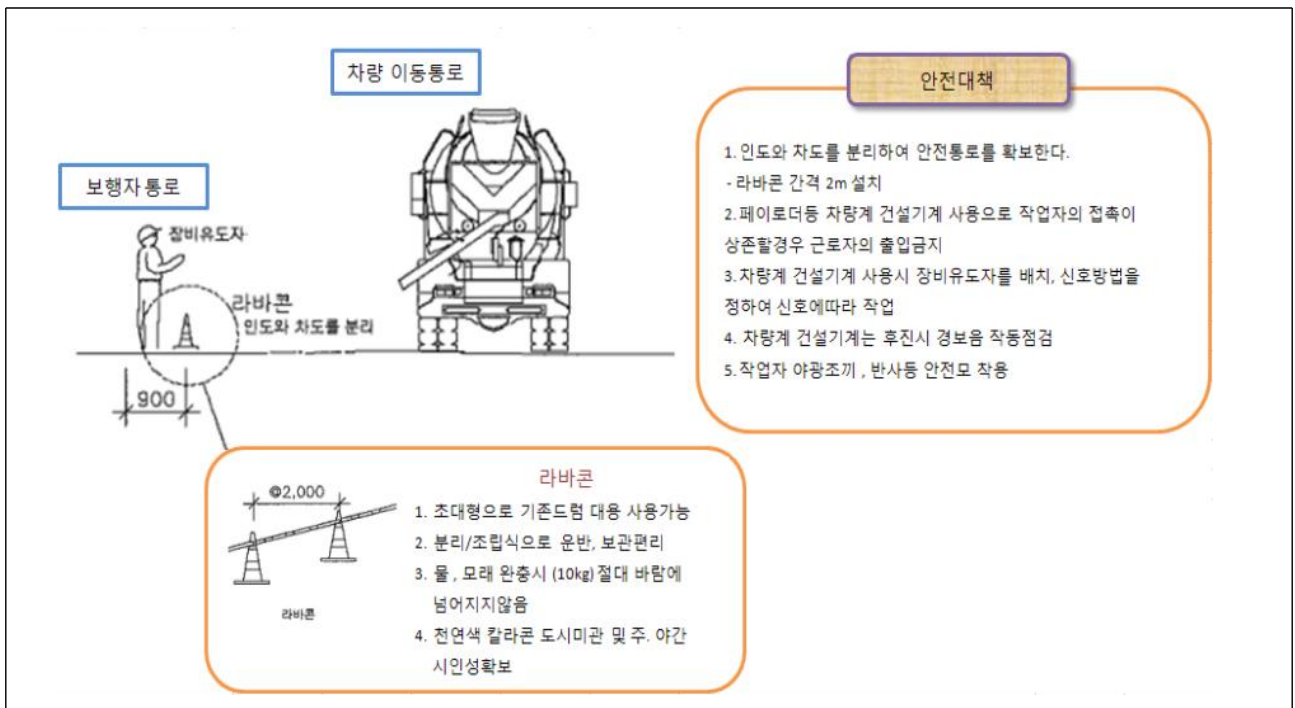 차량 이동통로
보행자 통로
장비유도자
라바콘
인도와 차도를 분리
900
안전대책
1. 인도와 차도를 분리하여 안전통로를 확보한다.
- 라바콘 간격 2m 설치
2. 페이로더등 차량계 건설기계 사용으로 작업자의 접촉이
상존할경우 근로자의 출입금지
3. 차량계 건설기계 사용시 장비유도자를 배치, 신호방법을
정하여 신호에따라 작업
4. 차량계 건설기계는 후진시 경보음 작동점검
5. 작업자 야광조끼 , 반사등 안전모 착용
@2,000
라바콘
라바콘
1. 초대형으로 기존드럼 대용 사용가능
2. 분리/조립식으로 운반, 보관편리
3. 물 , 모래 완충시 (10kg) 절대 바람에
넘어지지않음
4. 천연색 칼라콘 도시미관 및 주. 야간
시인성확보